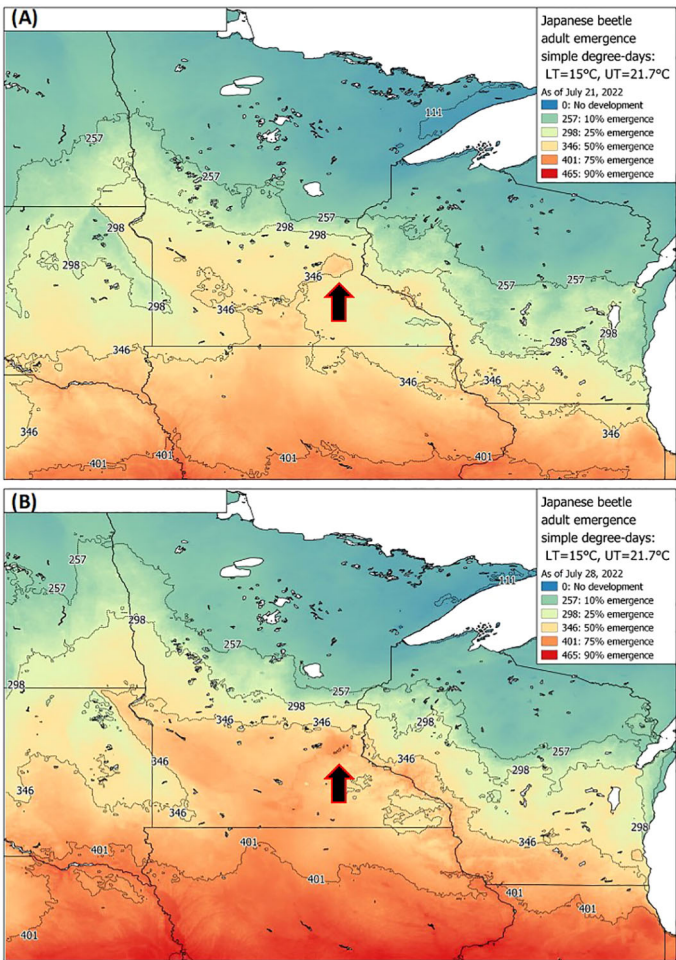 (A)
Japanese beetle
adult emergence
simple degree-days:
LT=15°C, UT=21.7°C
As of July 21, 2022
0: No development
257: 10% emergence
298: 25% emergence
346: 50% emergence
401: 75% emergence
465: 90% emergence
111
257
257
257
298
298
298
298
257
257
298
346
298
346
298
298
346
346
346
346
346
401
401
401
401
(B)
Japanese beetle
adult emergence
simple degree-days:
LT=15°C, UT=21.7°C
As of July 28, 2022
0: No development
257: 10% emergence
298: 25% emergence
346: 50% emergence
401: 75% emergence
465: 90% emergence
111
257
257
298
257
298
257
298
298
346
346
257
346
298
346
346
298
346
346
401
401
401
401
401